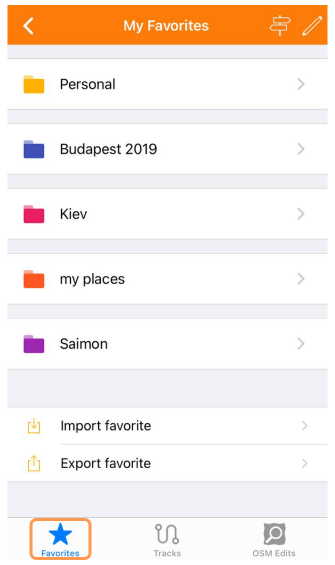 My Favorites
Personal
Budapest 2019
Kiev
my places
Saimon
Import favorite
Export favorite
Favorites
Tracks
OSM Edits